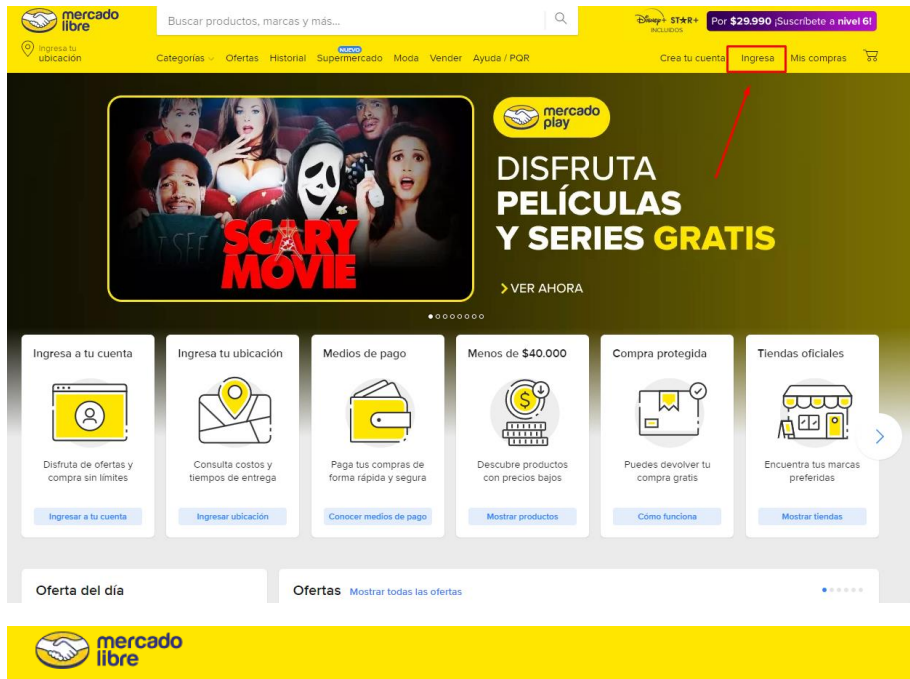 mercado
libre
Buscar productos, marcas y más...
Disney+ ST★R+
INCLUIDOS
Por $29.990 ¡Suscríbete a nivel 6!
Ingresa tu
ubicación
Categorías
Ofertas
Historial
NUEVO
Supermercado
Moda
Vender
Ayuda / PQR
Crea tu cuenta
Ingresa
Mis compras
I SEE
SCARY
MOVIE
mercado
play
DISFRUTA
PELÍCULAS
Y SERIES GRATIS
VER AHORA
Ingresa a tu cuenta
Disfruta de ofertas y
compra sin límites
Ingresar a tu cuenta
Ingresa tu ubicación
Consulta costos y
tiempos de entrega
Ingresar ubicación
Medios de pago
Paga tus compras de
forma rápida y segura
Conocer medios de pago
Menos de $40.000
Descubre productos
con precios bajos
Mostrar productos
Compra protegida
Puedes devolver tu
compra gratis
Cómo funciona
Tiendas oficiales
Encuentra tus marcas
preferidas
Mostrar tiendas
Oferta del día
Ofertas Mostrar todas las ofertas
mercado
libre